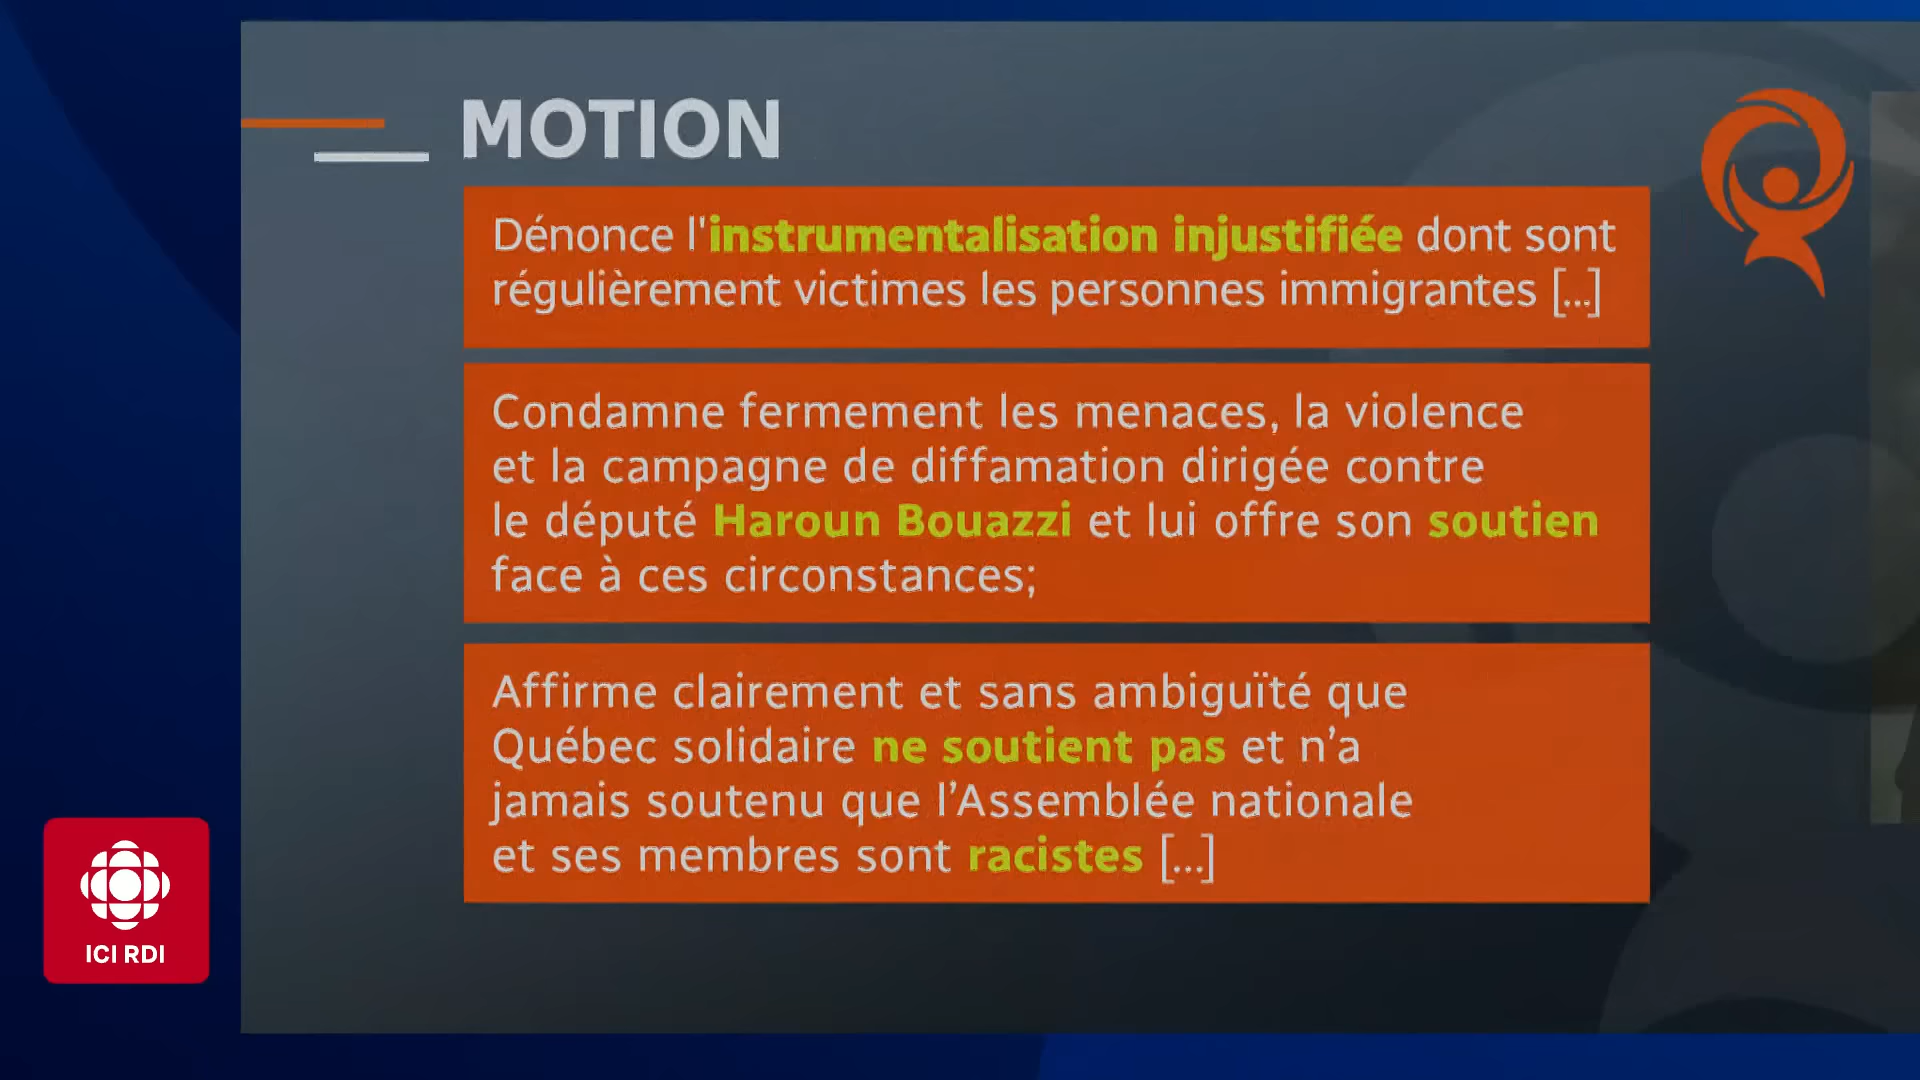 MOTION
Dénonce l'instrumentalisation injustifiée dont sont
régulièrement victimes les personnes immigrantes [...]
Condamne fermement les menaces, la violence
et la campagne de diffamation dirigée contre
le député Haroun Bouazzi et lui offre son soutien
face à ces circonstances;
Affirme clairement et sans ambiguïté que
Québec solidaire ne soutient pas et n’a
jamais soutenu que l’Assemblée nationale
et ses membres sont racistes [...]
ICI RDI